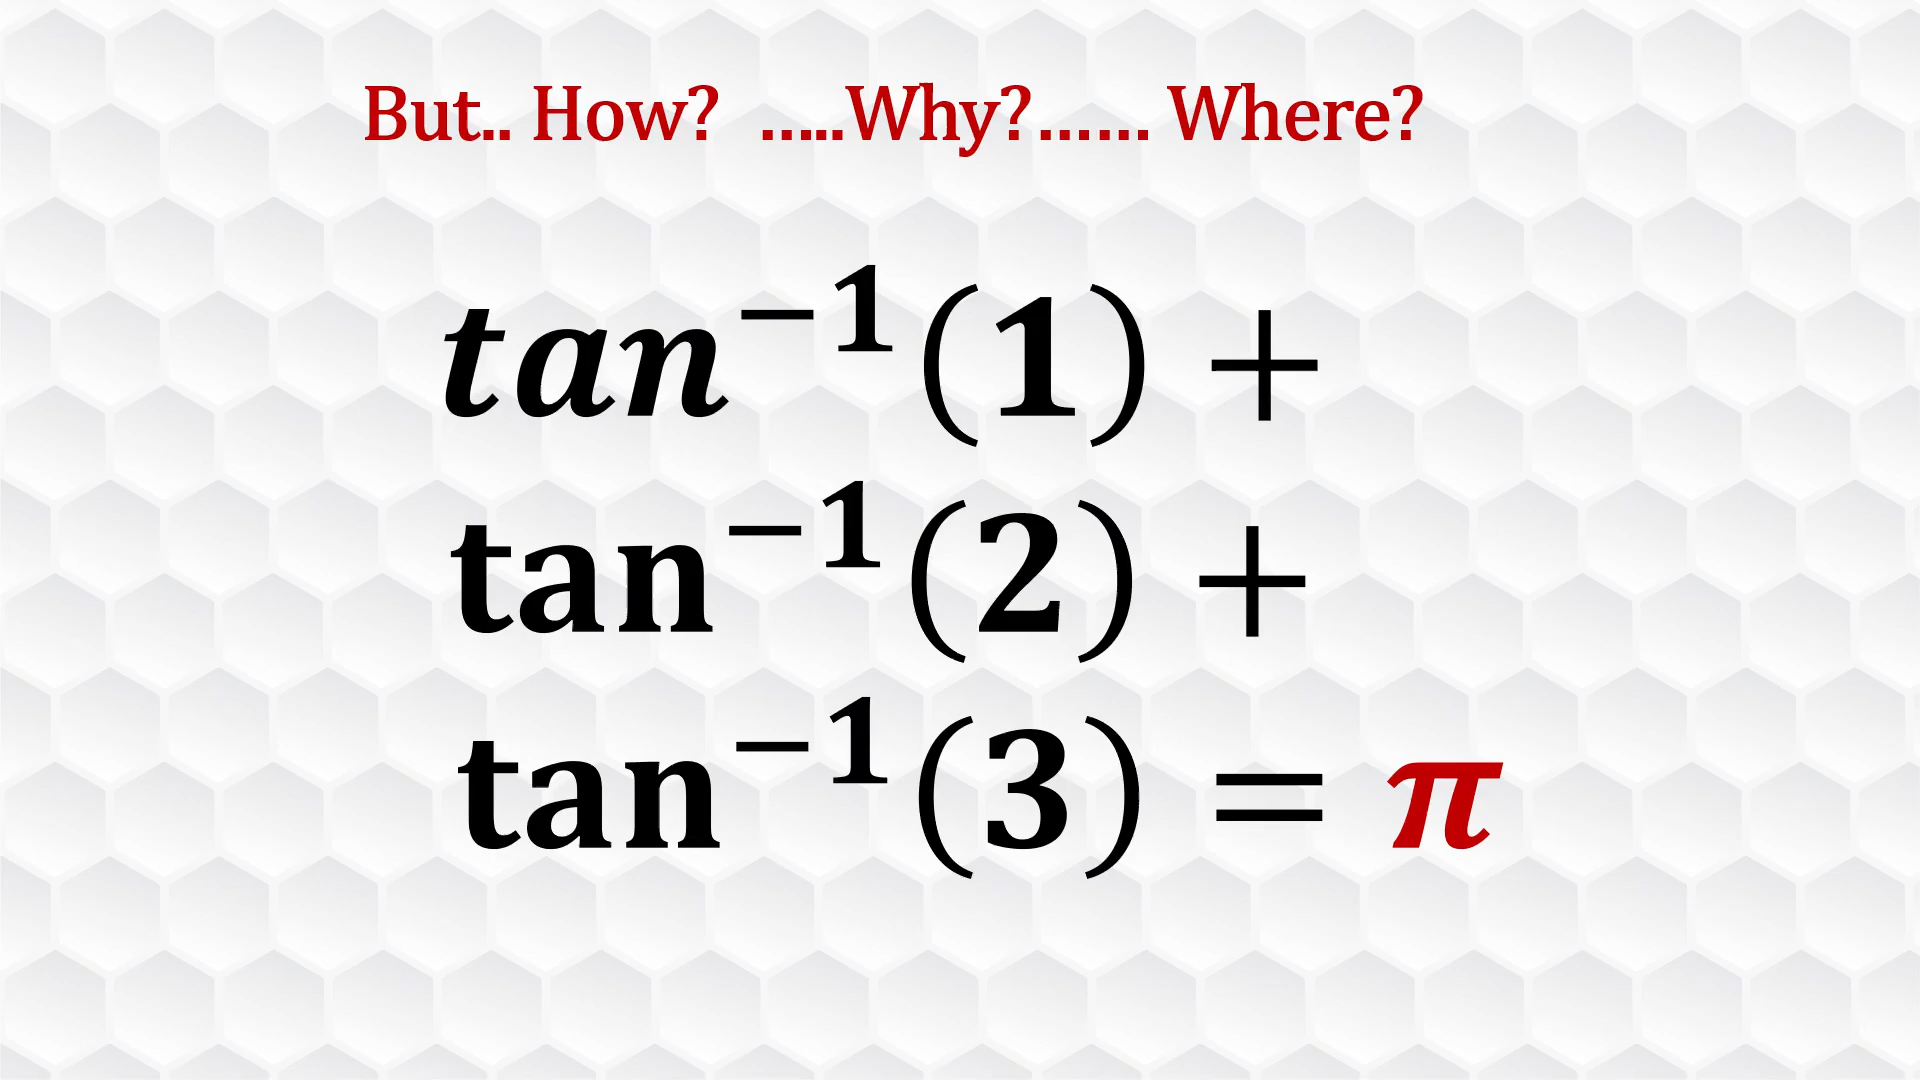 But.. How? …..Why?…… Where?
tan⁻¹(1) +
tan⁻¹(2) +
tan⁻¹(3) = π